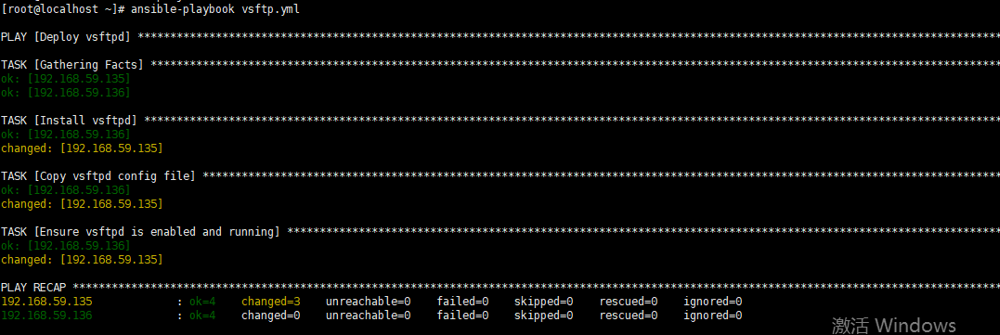 [root@localhost ~]# ansible-playbook vsftp.yml
PLAY [Deploy vsftpd] ************************************************************************************************************************************
TASK [Gathering Facts] **********************************************************************************************************************************
ok: [192.168.59.135]
ok: [192.168.59.136]
TASK [Install vsftpd] ***********************************************************************************************************************************
ok: [192.168.59.136]
changed: [192.168.59.135]
TASK [Copy vsftpd config file] **************************************************************************************************************************
ok: [192.168.59.136]
changed: [192.168.59.135]
TASK [Ensure vsftpd is enabled and running] *************************************************************************************************************
ok: [192.168.59.136]
changed: [192.168.59.135]
PLAY RECAP **********************************************************************************************************************************************
192.168.59.135             : ok=4    changed=3    unreachable=0    failed=0    skipped=0    rescued=0    ignored=0
192.168.59.136             : ok=4    changed=0    unreachable=0    failed=0    skipped=0    rescued=0    ignored=0
激活 Windows